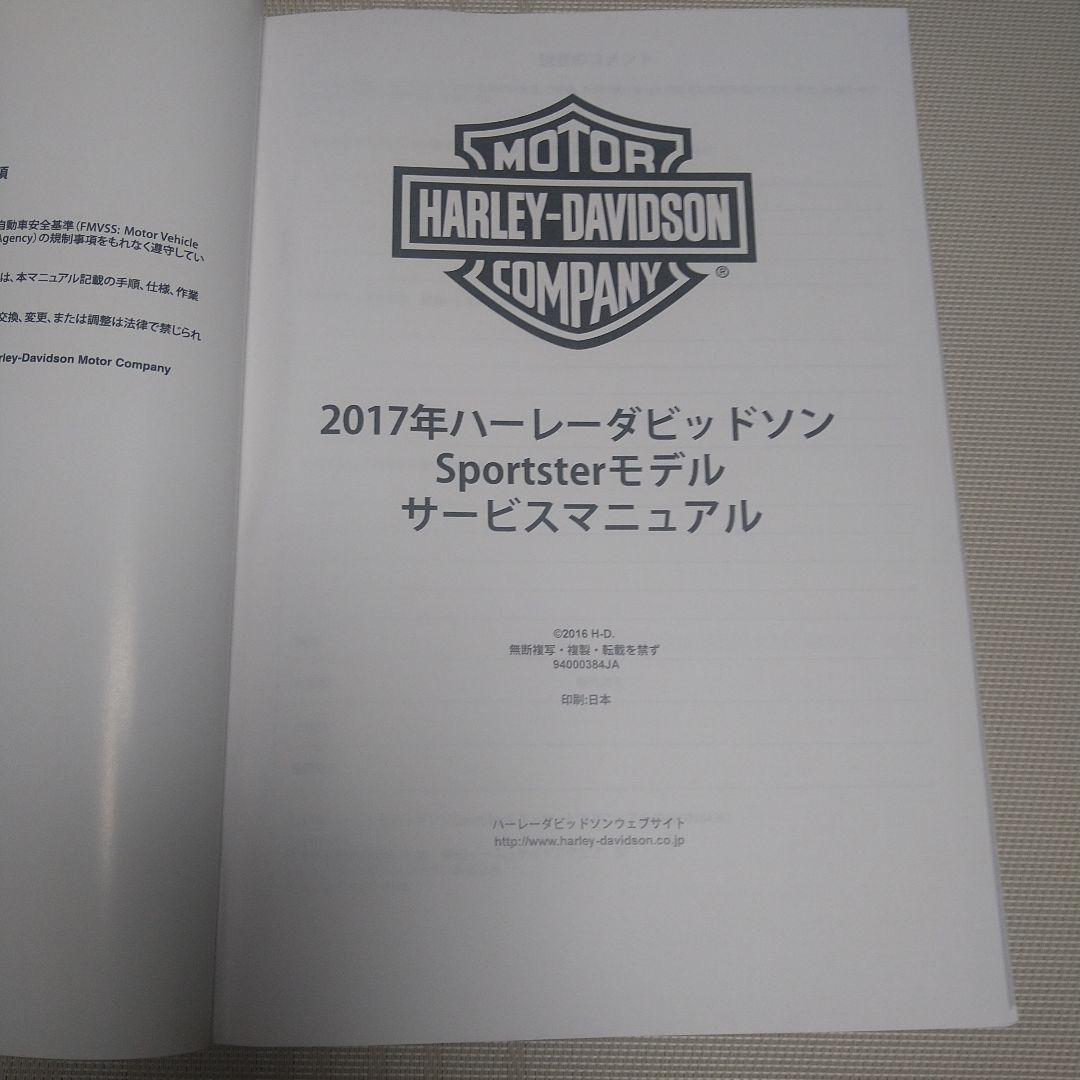 項
自動車安全基準（FMVSS: Motor Vehicle
Agency）の規制事項をもれなく遵守してい
は、本マニュアル記載の手順、仕様、作業
交換、変更、または調整は法律で禁じられ
rley-Davidson Motor Company
MOTOR
HARLEY-DAVIDSON
COMPANY
®
2017年ハーレーダビッドソン
Sportsterモデル
サービスマニュアル
©2016 H-D.
無断複写・複製・転載を禁ず
94000384JA
印刷:日本
ハーレーダビッドソンウェブサイト
http://www.harley-davidson.co.jp